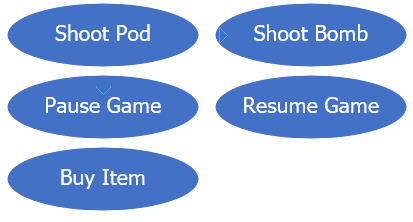 Shoot Pod
Shoot Bomb
Pause Game
Resume Game
Buy Item